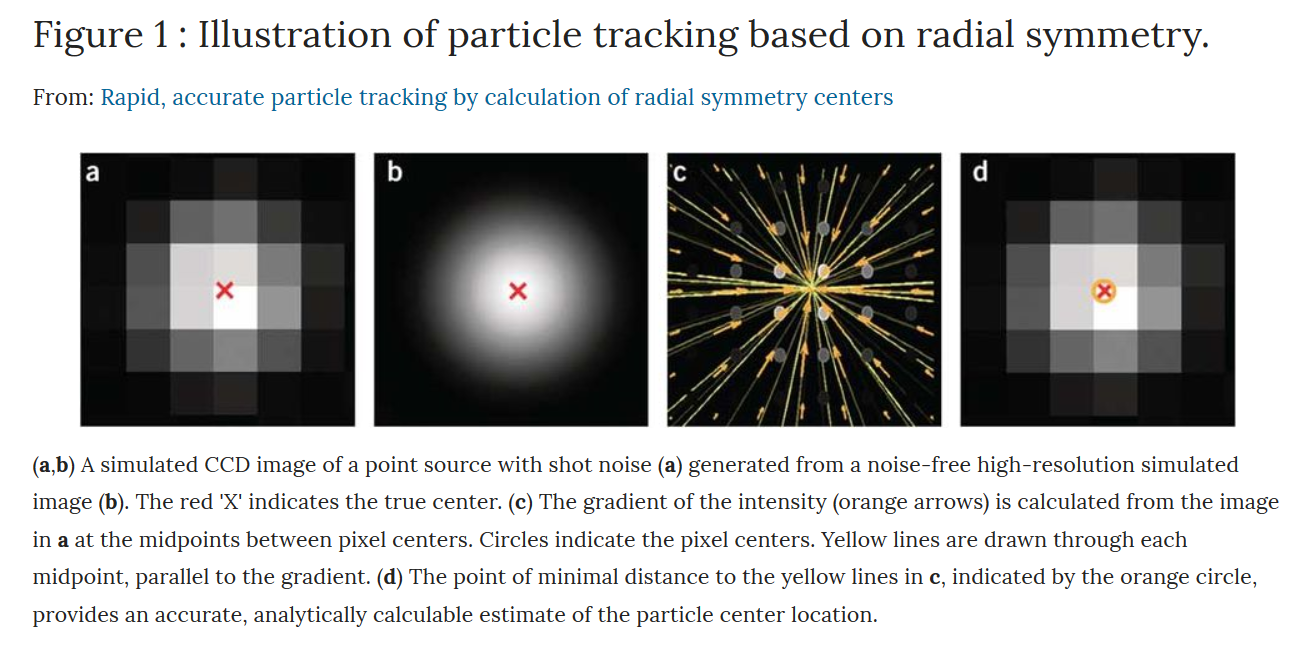 Figure 1 : Illustration of particle tracking based on radial symmetry.
From: Rapid, accurate particle tracking by calculation of radial symmetry centers
a
b
c
d
(a,b) A simulated CCD image of a point source with shot noise (a) generated from a noise-free high-resolution simulated
image (b). The red 'X' indicates the true center. (c) The gradient of the intensity (orange arrows) is calculated from the image
in a at the midpoints between pixel centers. Circles indicate the pixel centers. Yellow lines are drawn through each
midpoint, parallel to the gradient. (d) The point of minimal distance to the yellow lines in c, indicated by the orange circle,
provides an accurate, analytically calculable estimate of the particle center location.